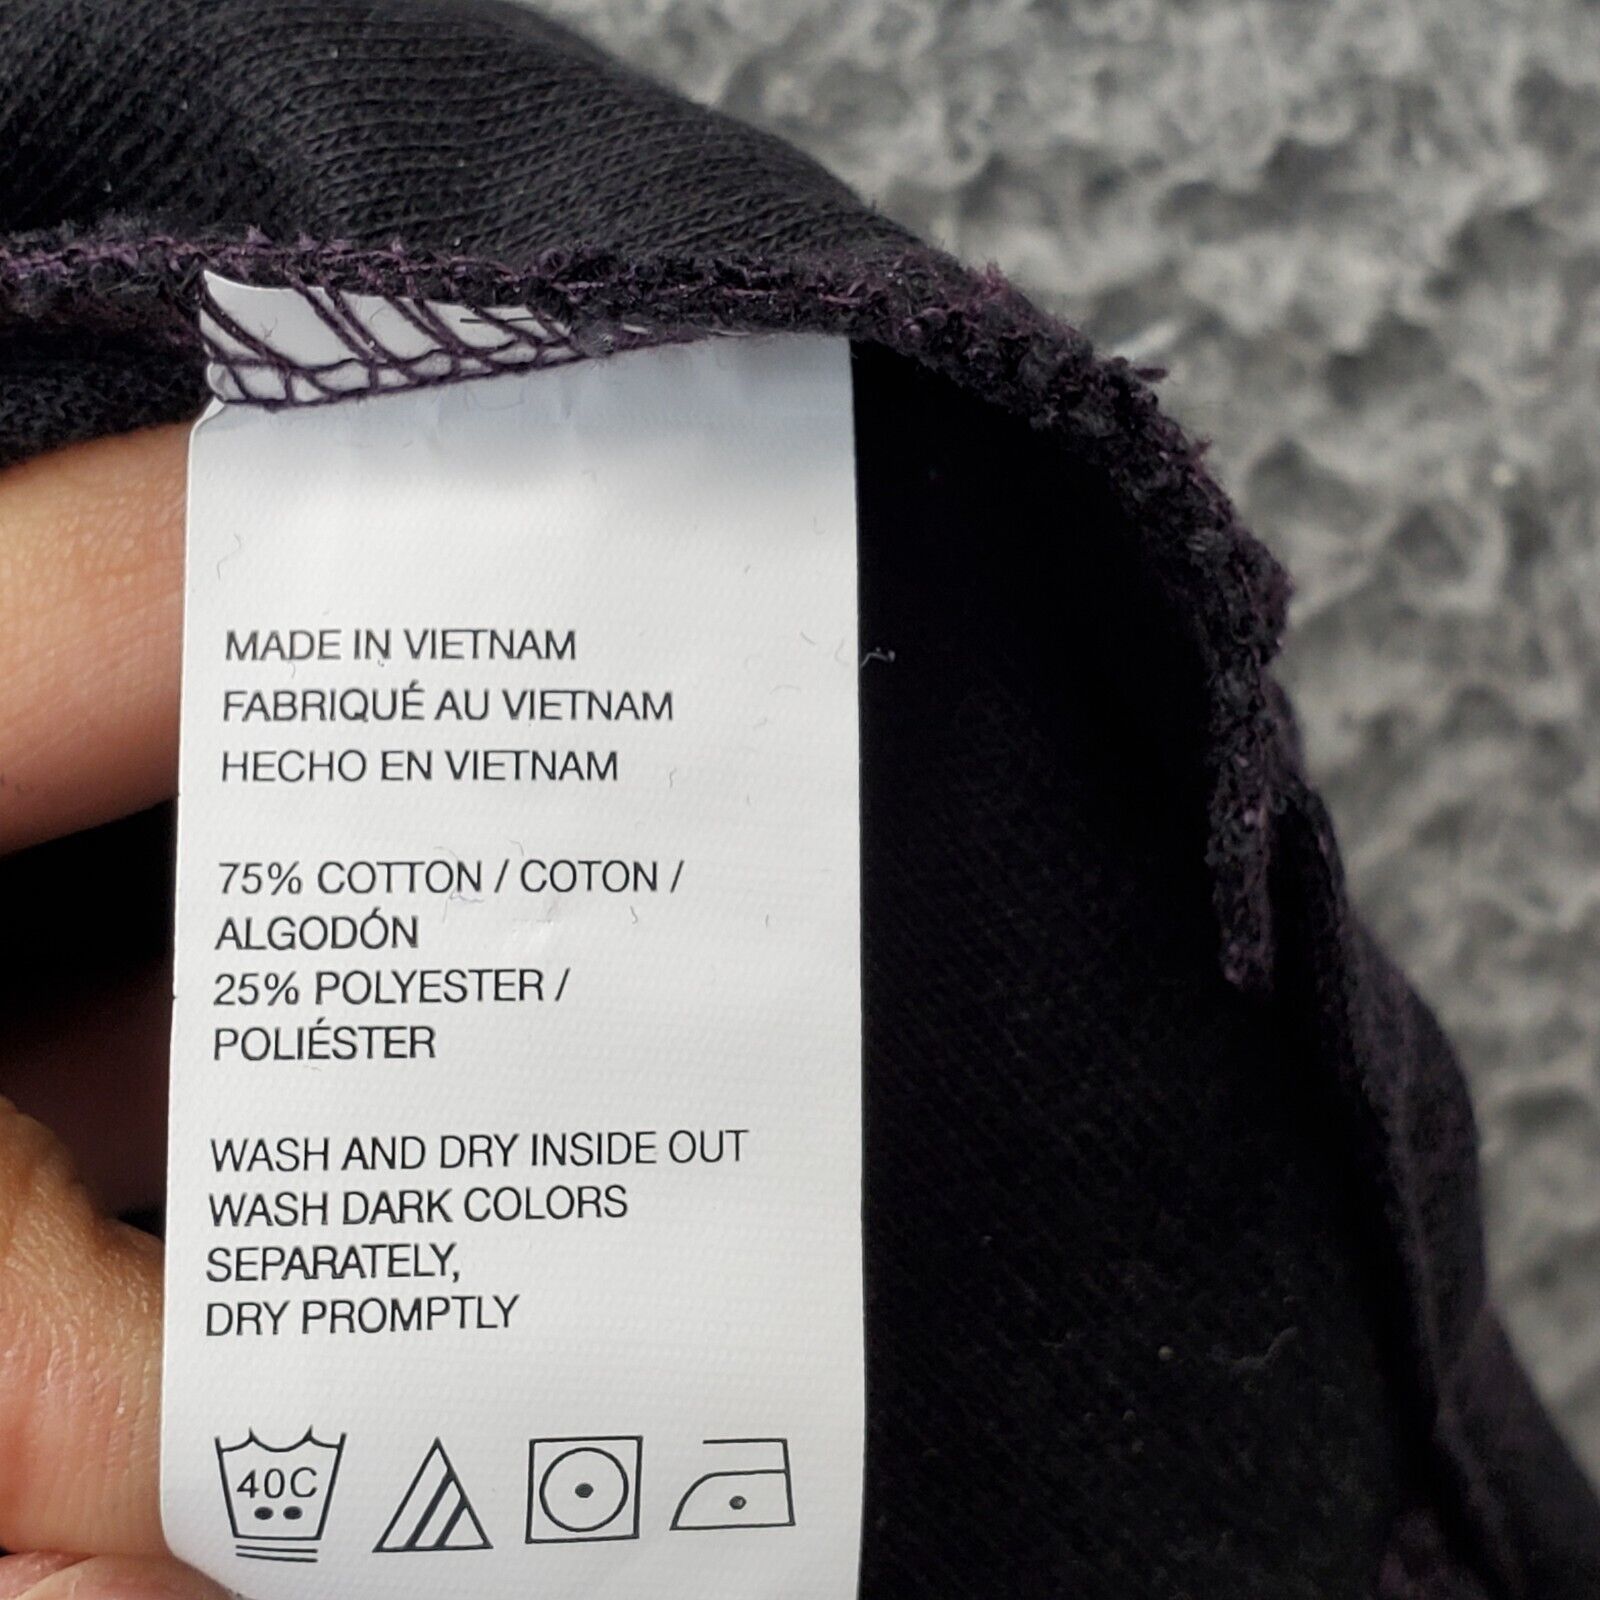 MADE IN VIETNAM
FABRIQUÉ AU VIETNAM
HECHO EN VIETNAM
75% COTTON / COTON /
ALGODÓN
25% POLYESTER /
POLIÉSTER
WASH AND DRY INSIDE OUT
WASH DARK COLORS
SEPARATELY,
DRY PROMPTLY
40C